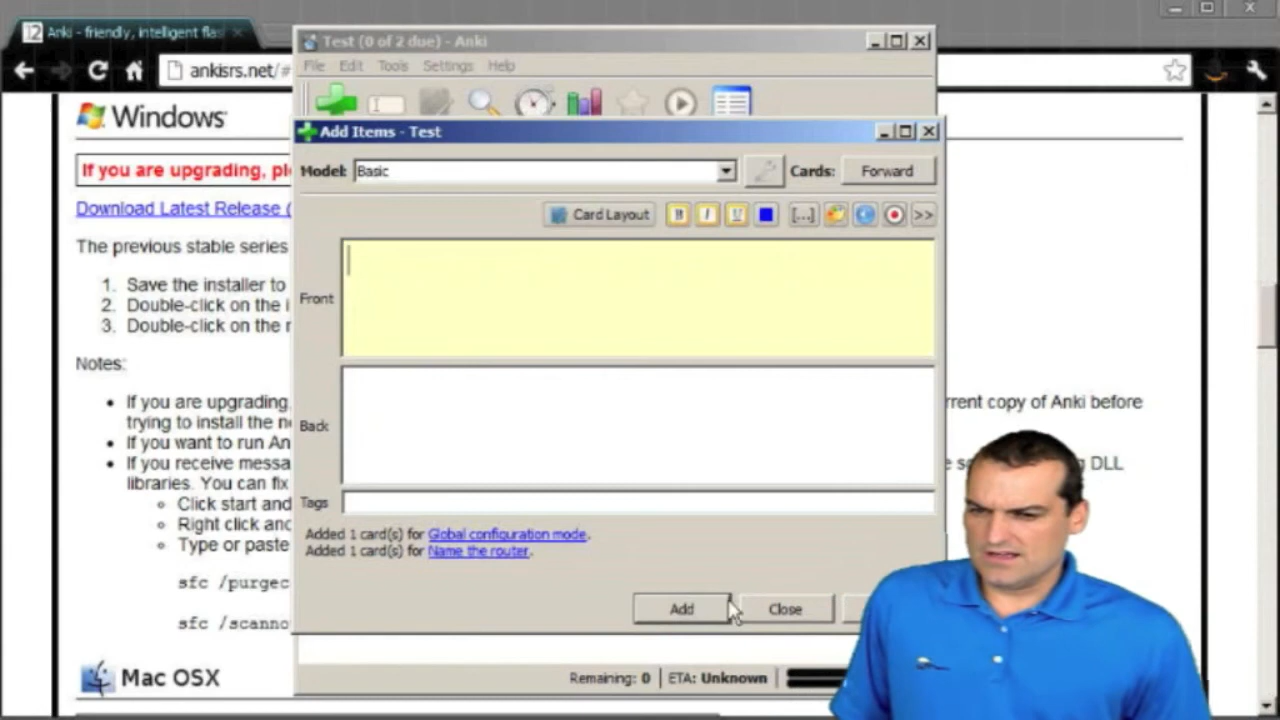 Anki - friendly, intelligent flas
ankisrs.net/#
Test (0 of 2 due) - Anki
File Edit Tools Settings Help
Windows
Add Items - Test
If you are upgrading, pl
Model: Basic Cards: Forward
Download Latest Release (
Card Layout B I U [...] >>
The previous stable series
1. Save the installer to
2. Double-click on the i
3. Double-click on the r
Front
Notes:
• If you are upgrading, rrent copy of Anki before
trying to install the ne
• If you want to run An
• If you receive messa DLL
libraries. You can fix
Back
◦ Click start and
◦ Right click and
◦ Type or paste
Tags
Added 1 card(s) for Global configuration mode.
Added 1 card(s) for Name the router.
sfc /purgec
sfc /scanno
Add Close
Mac OSX
Remaining: 0 ETA: Unknown